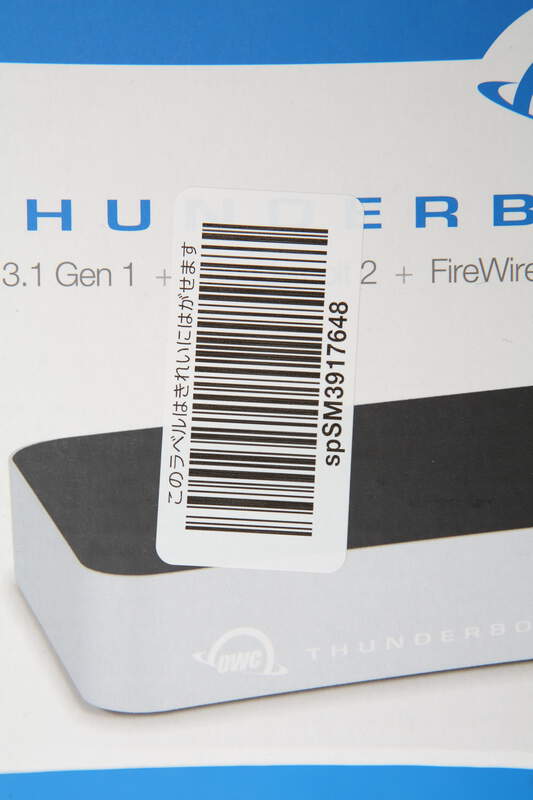 HUNDERB
3.1 Gen 1 + 2 + FireWire
このラベルはきれいにはがせます
spSM3917648
OWC
THUNDERBO